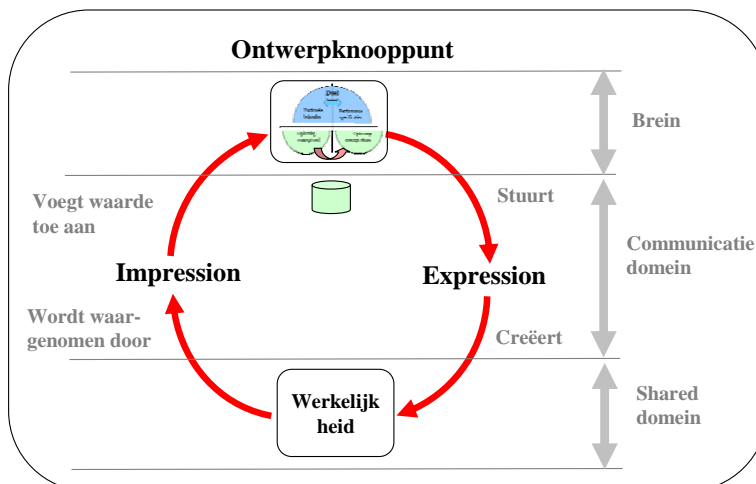 Ontwerpknooppunt
Brein
Voegt waarde
toe aan
Stuurt
Communicatie
domein
Impression
Expression
Wordt waar-
genomen door
Creëert
Werkelijk
heid
Shared
domein